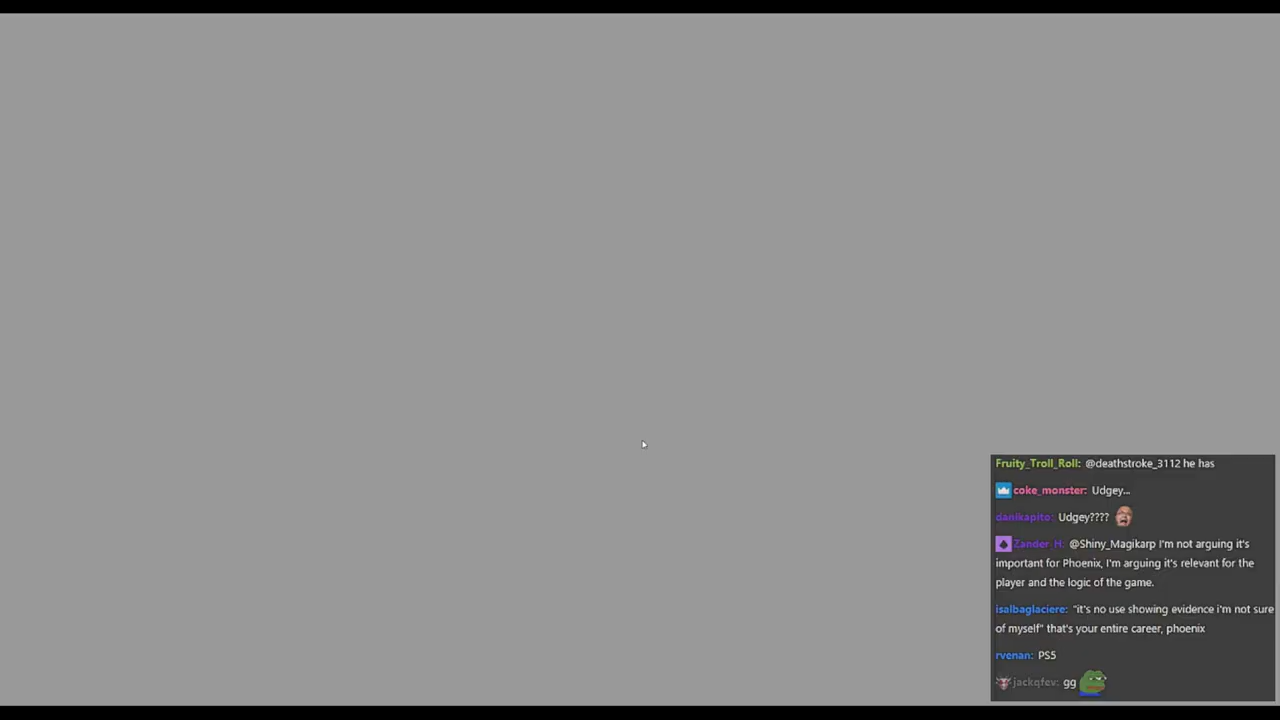 Fruity_Troll_Roll: @deathstroke_3112 he has
coke_monster: Udgey...
danikapito: Udgey????
Zander_H: @Shiny_Magikarp I'm not arguing it's
important for Phoenix, I'm arguing it's relevant for the
player and the logic of the game.
isalbaglaciere: "it's no use showing evidence i'm not sure
of myself" that's your entire career, phoenix
rvenan: PS5
jackqfev: gg